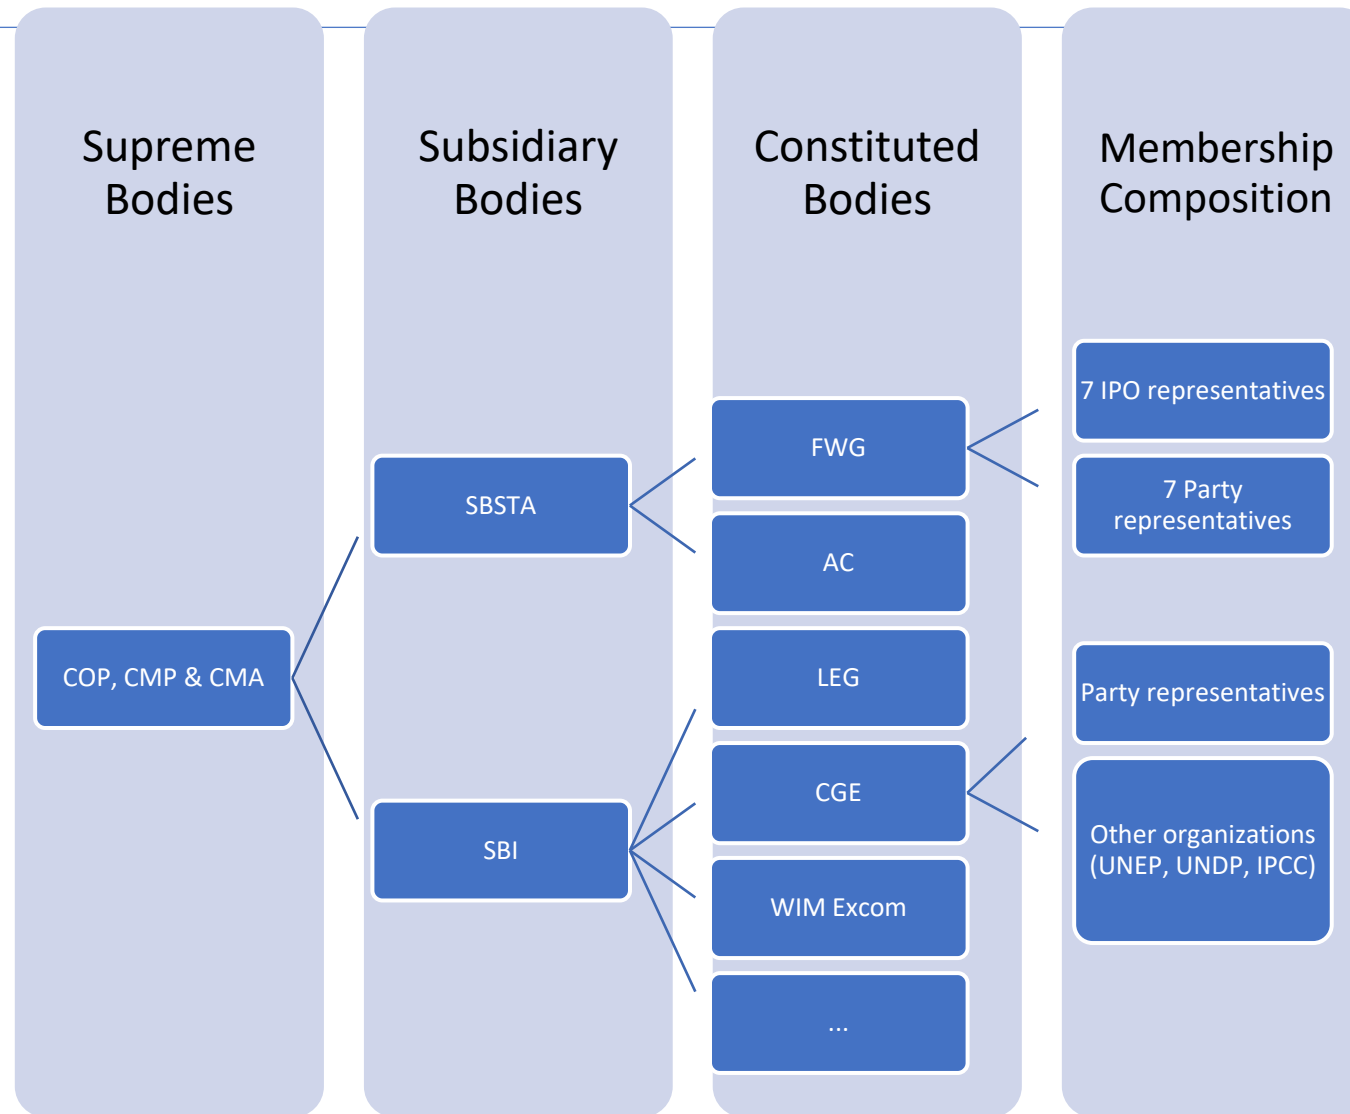 Supreme
Bodies
Subsidiary
Bodies
Constituted
Bodies
Membership
Composition
COP, CMP & CMA
SBSTA
SBI
FWG
AC
LEG
CGE
WIM Excom
...
7 IPO representatives
7 Party
representatives
Party representatives
Other organizations
(UNEP, UNDP, IPCC)